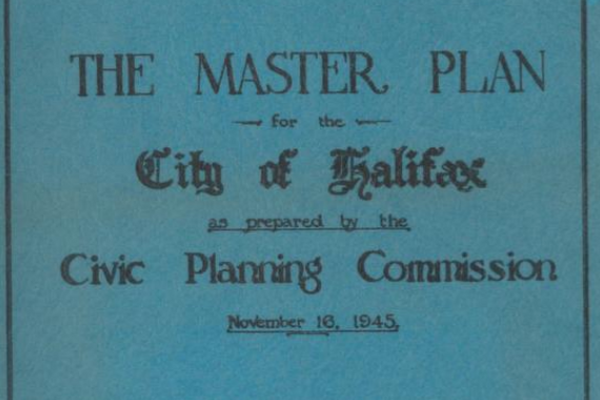 THE MASTER PLAN
for the
City of Halifax
as prepared by the
Civic Planning Commission
November 16, 1945.